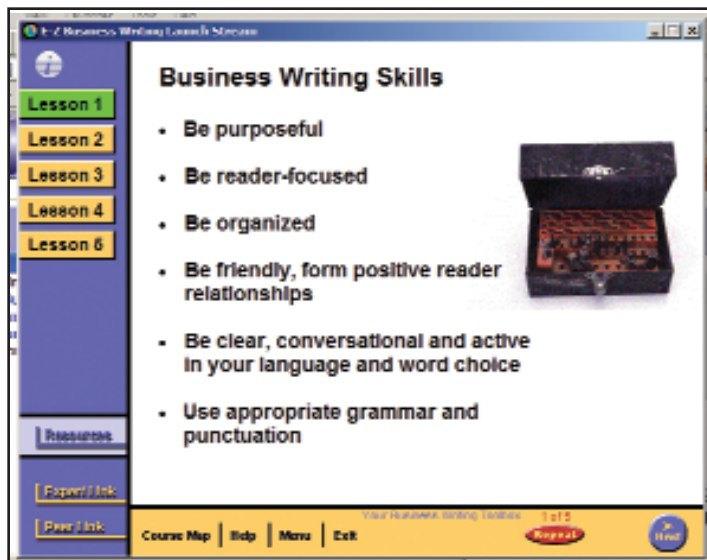 E-Z Business Writing Launch Stream
Business Writing Skills
Lesson 1
Lesson 2
Lesson 3
Lesson 4
Lesson 5
• Be purposeful
• Be reader-focused
• Be organized
• Be friendly, form positive reader
relationships
• Be clear, conversational and active
in your language and word choice
• Use appropriate grammar and
punctuation
Resources
Expert Link
Peer Link
Your Business Writing Toolbox
1 of 5
Course Map | Help | Menu | Exit
Repeat
Next